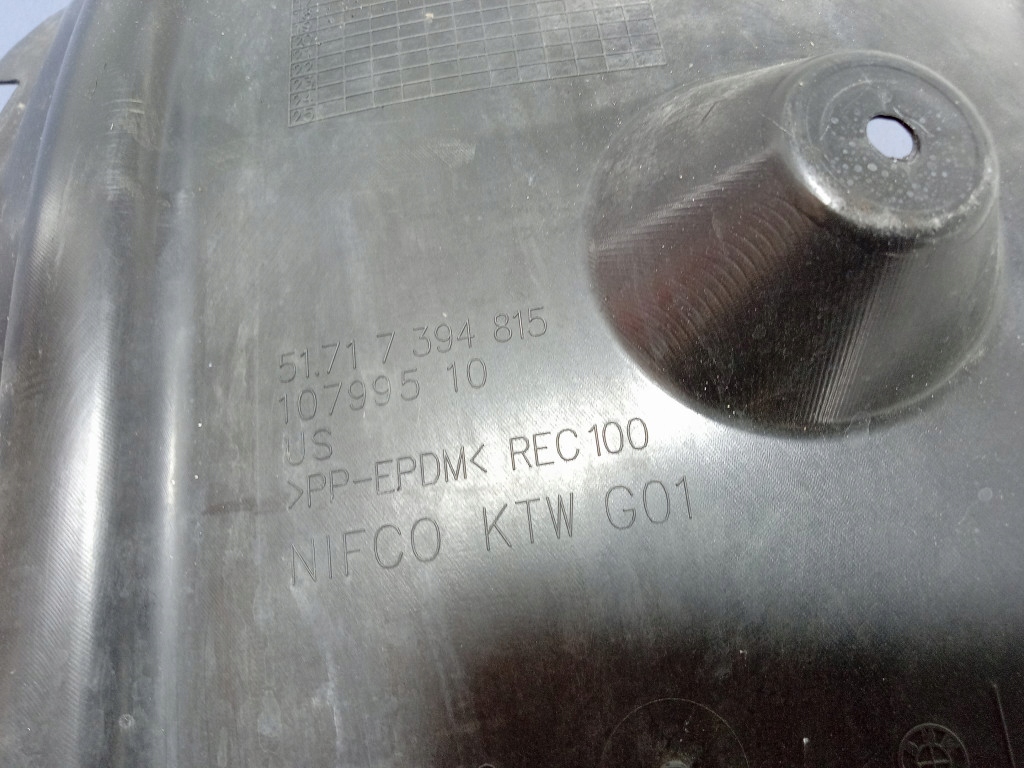 51.71 7 394 815
107995 10
US
>PP-EPDM< REC100
NIFCO KTW G01